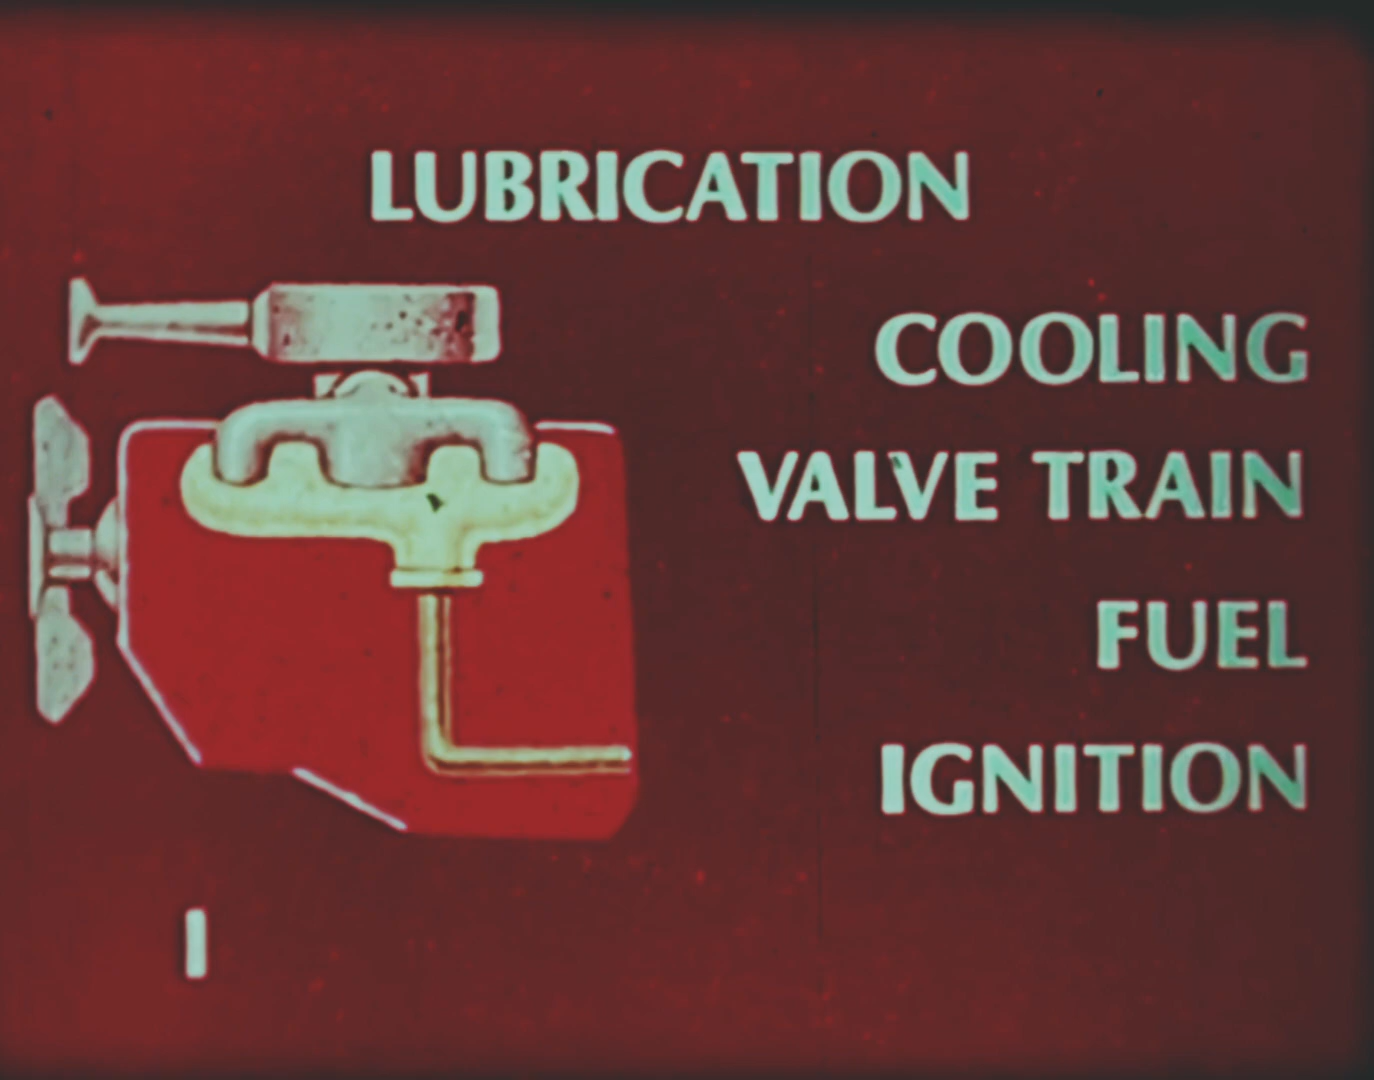 LUBRICATION
COOLING
VALVE TRAIN
FUEL
IGNITION
I